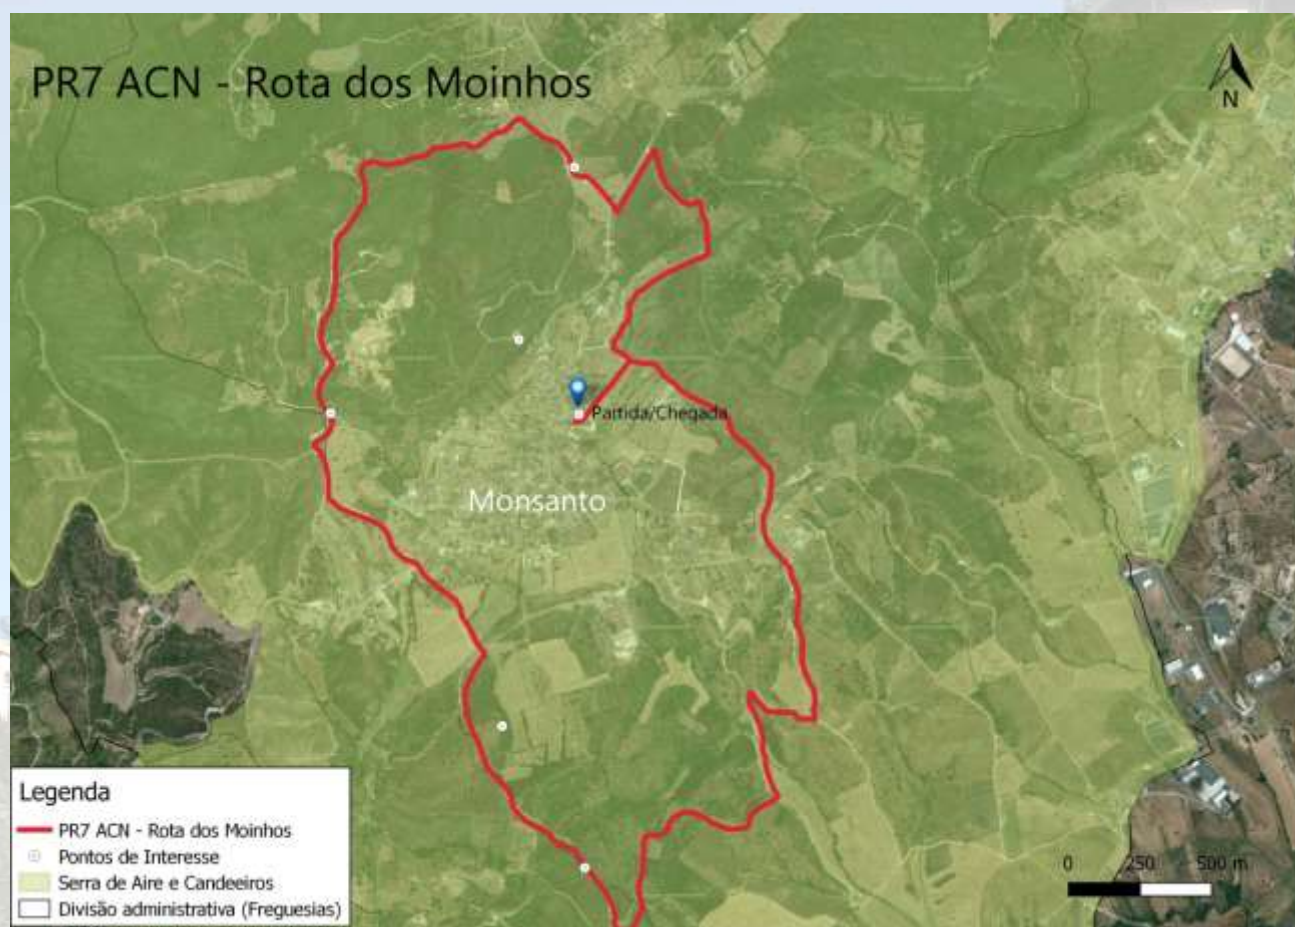 PR7 ACN - Rota dos Moinhos
N
Partida/Chegada
Monsanto
Legenda
PR7 ACN - Rota dos Moinhos
Pontos de Interesse
Serra de Aire e Candeeiros
Divisão administrativa (Freguesias)
0 250 500 m